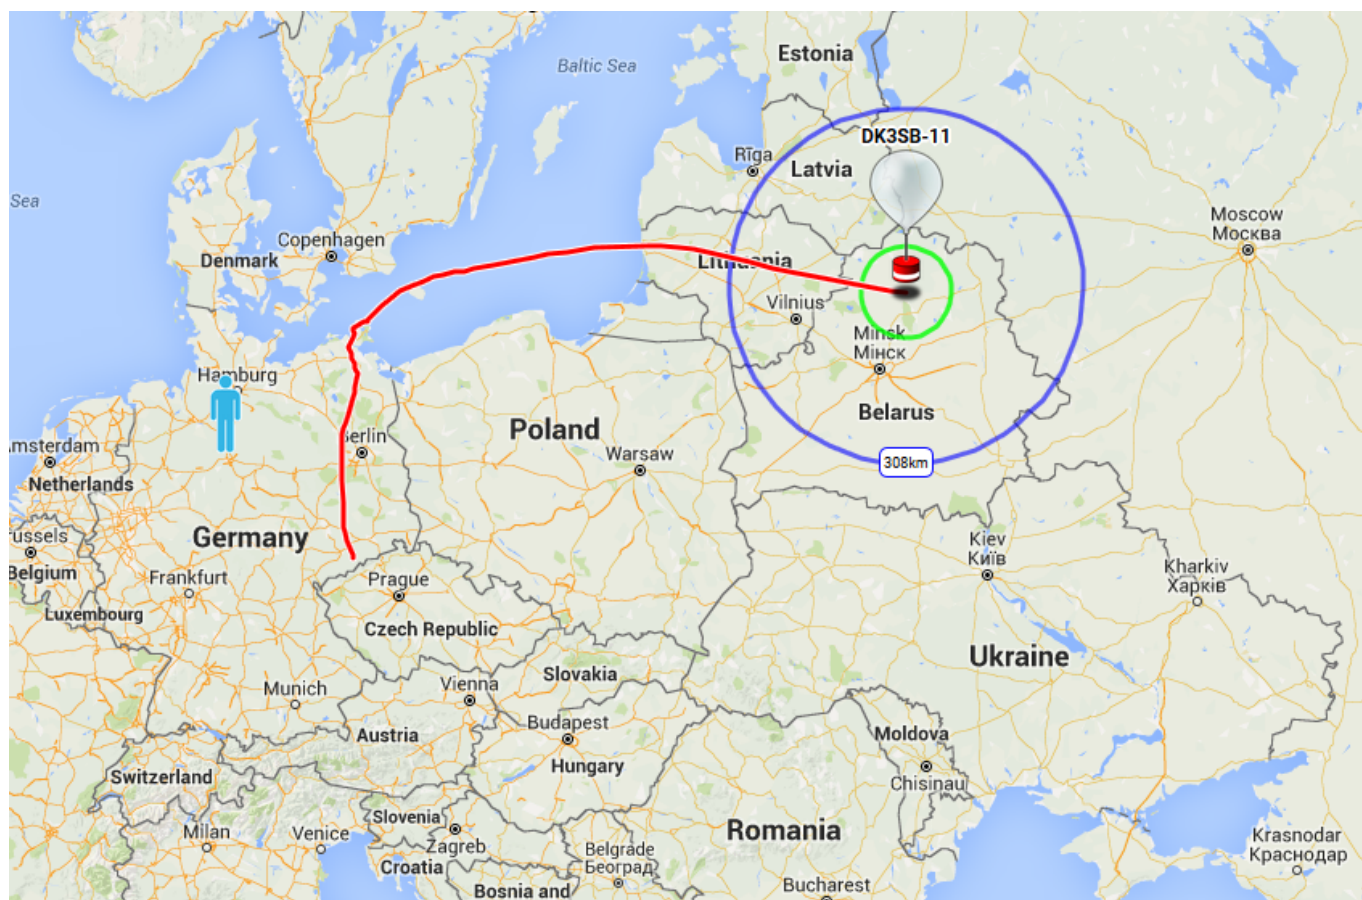 Estonia
Baltic Sea
DK3SB-11
Rīga
Latvia
Sea
Moscow
Москва
Copenhagen
Denmark
Lithuania
Vilnius
Minsk
Мінск
Hamburg
Belarus
Poland
Berlin
Amsterdam
Warsaw
308km
Netherlands
Germany
russels
Kiev
Київ
Belgium
Frankfurt
Prague
Kharkiv
Харків
Luxembourg
Czech Republic
Ukraine
Slovakia
Munich
Vienna
Budapest
Austria
Moldova
Hungary
Switzerland
Chisinau
Slovenia
Milan
Venice
Zagreb
Romania
Krasnodar
Краснодар
Belgrade
Београд
Croatia
Bosnia and
Bucharest